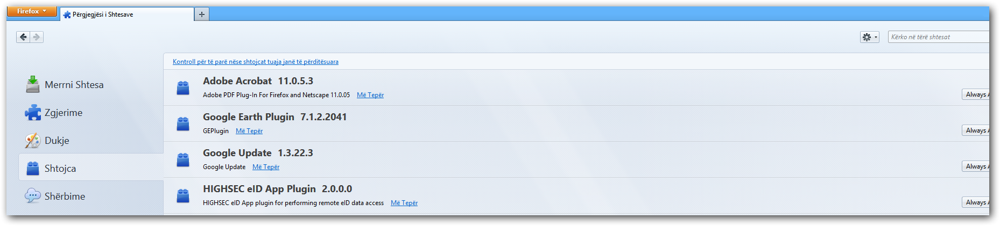 Firefox
Përgjegjësi i Shtesave
Kërko në tërë shtesat
Kontroll për të parë nëse shtojcat tuaja janë të përditësuara
Merrni Shtesa
Zgjerime
Dukje
Shtojca
Shërbime
Adobe Acrobat 11.0.5.3
Adobe PDF Plug-In For Firefox and Netscape 11.0.05 Më Tepër
Always A
Google Earth Plugin 7.1.2.2041
GEPlugin Më Tepër
Always A
Google Update 1.3.22.3
Google Update Më Tepër
Always A
HIGHSEC eID App Plugin 2.0.0.0
HIGHSEC eID App plugin for performing remote eID data access Më Tepër
Always A